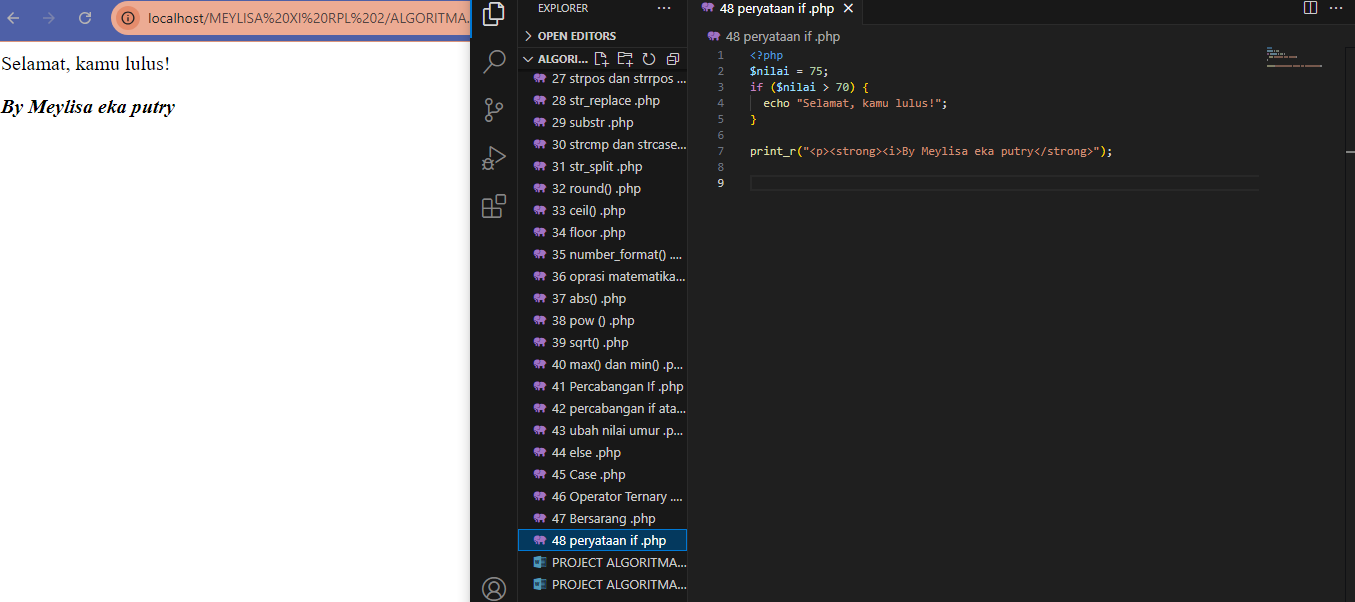 localhost/MEYLISA%20XI%20RPL%202/ALGORITMA.
Selamat, kamu lulus!
By Meylisa eka putry
EXPLORER
OPEN EDITORS
ALGORI...
27 strpos dan strrpos ...
28 str_replace .php
29 substr .php
30 strcmp dan strcase...
31 str_split .php
32 round() .php
33 ceil() .php
34 floor .php
35 number_format() ....
36 oprasi matematika...
37 abs() .php
38 pow () .php
39 sqrt() .php
40 max() dan min() .p...
41 Percabangan If .php
42 percabangan if ata...
43 ubah nilai umur .p...
44 else .php
45 Case .php
46 Operator Ternary ....
47 Bersarang .php
48 peryataan if .php
PROJECT ALGORITMA...
PROJECT ALGORITMA...
48 peryataan if .php
48 peryataan if .php
1 <?php
2 $nilai = 75;
3 if ($nilai > 70) {
4 echo "Selamat, kamu lulus!";
5 }
6
7 print_r("<p><strong><i>By Meylisa eka putry</strong>");
8
9